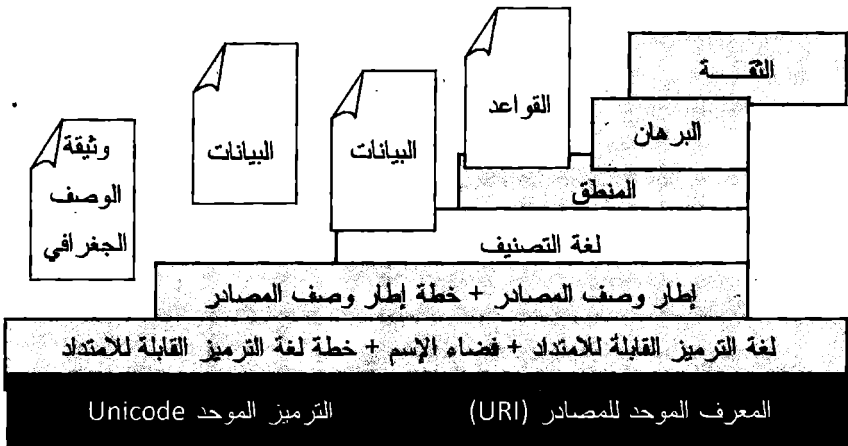 الثقـــة
البرهان
القواعد
المنطق
البيانات
البيانات
وثيقة
الوصف
الجغرافي
لغة التصنيف
إطار وصف المصادر + خطة إطار وصف المصادر
لغة الترميز القابلة للامتداد + فضاء الإسم + خطة لغة الترميز القابلة للامتداد
المعرف الموحد للمصادر (URI) الترميز الموحد Unicode